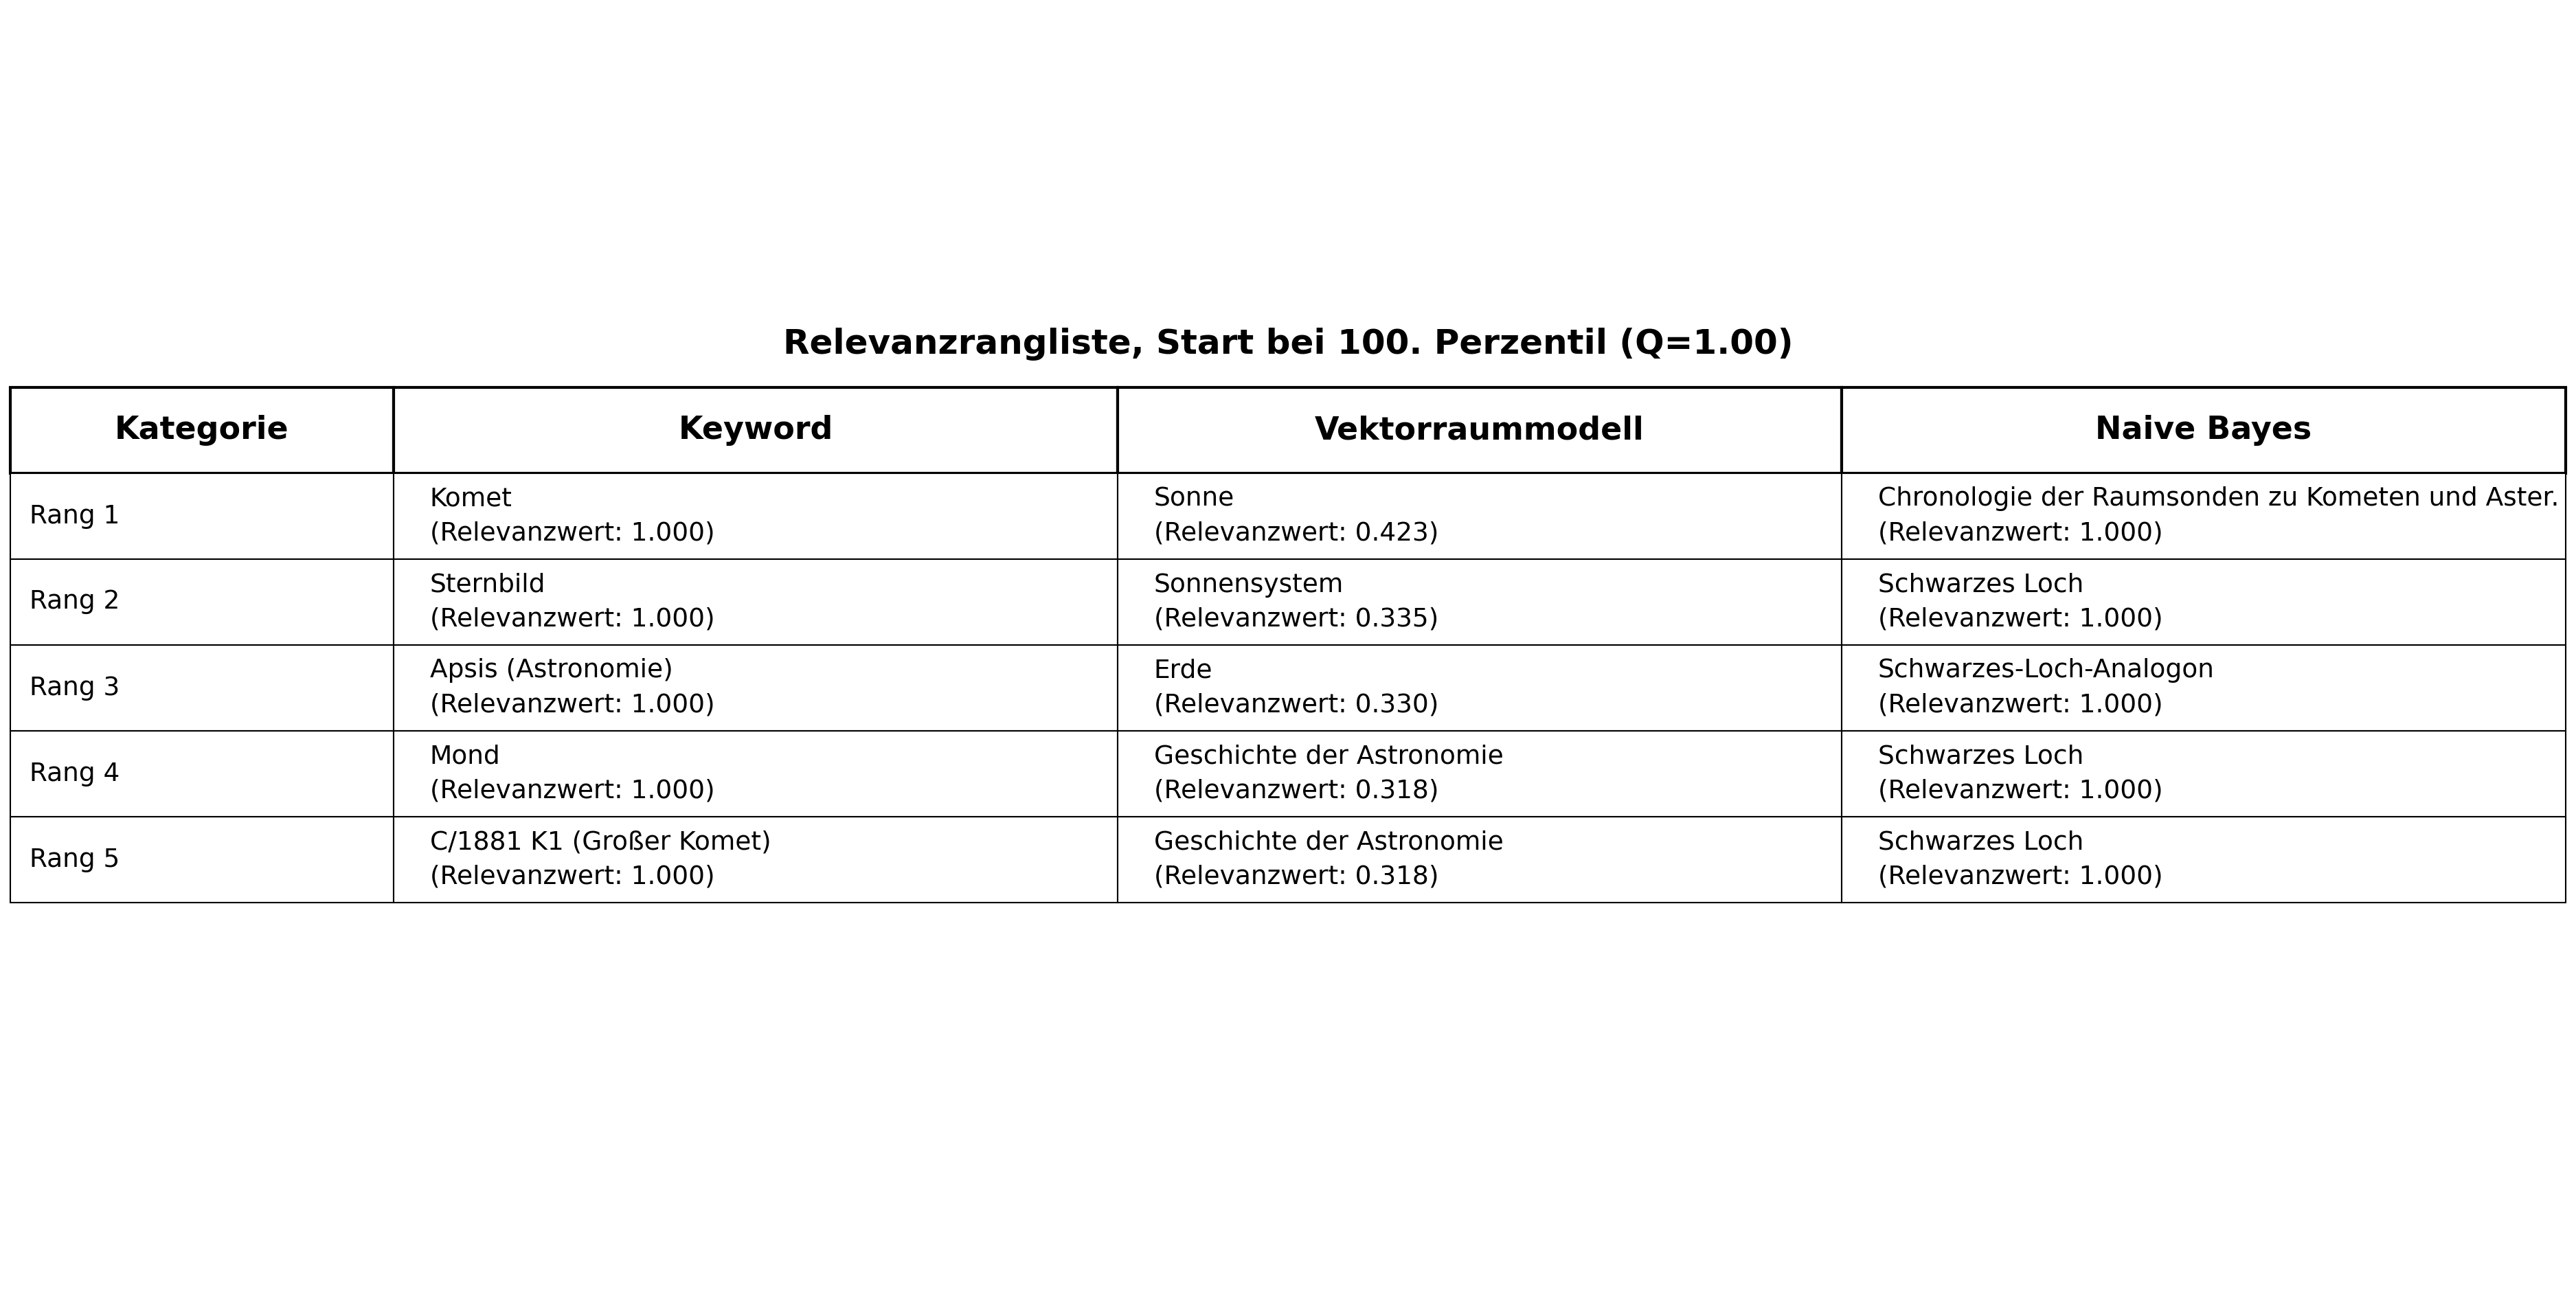 Relevanzrangliste, Start bei 100. Perzentil (Q=1.00)
Kategorie Keyword Vektorraummodell Naive Bayes
Rang 1
Komet
(Relevanzwert: 1.000)
Sonne
(Relevanzwert: 0.423)
Chronologie der Raumsonden zu Kometen und Aster.
(Relevanzwert: 1.000)
Rang 2
Sternbild
(Relevanzwert: 1.000)
Sonnensystem
(Relevanzwert: 0.335)
Schwarzes Loch
(Relevanzwert: 1.000)
Rang 3
Apsis (Astronomie)
(Relevanzwert: 1.000)
Erde
(Relevanzwert: 0.330)
Schwarzes-Loch-Analogon
(Relevanzwert: 1.000)
Rang 4
Mond
(Relevanzwert: 1.000)
Geschichte der Astronomie
(Relevanzwert: 0.318)
Schwarzes Loch
(Relevanzwert: 1.000)
Rang 5
C/1881 K1 (Großer Komet)
(Relevanzwert: 1.000)
Geschichte der Astronomie
(Relevanzwert: 0.318)
Schwarzes Loch
(Relevanzwert: 1.000)